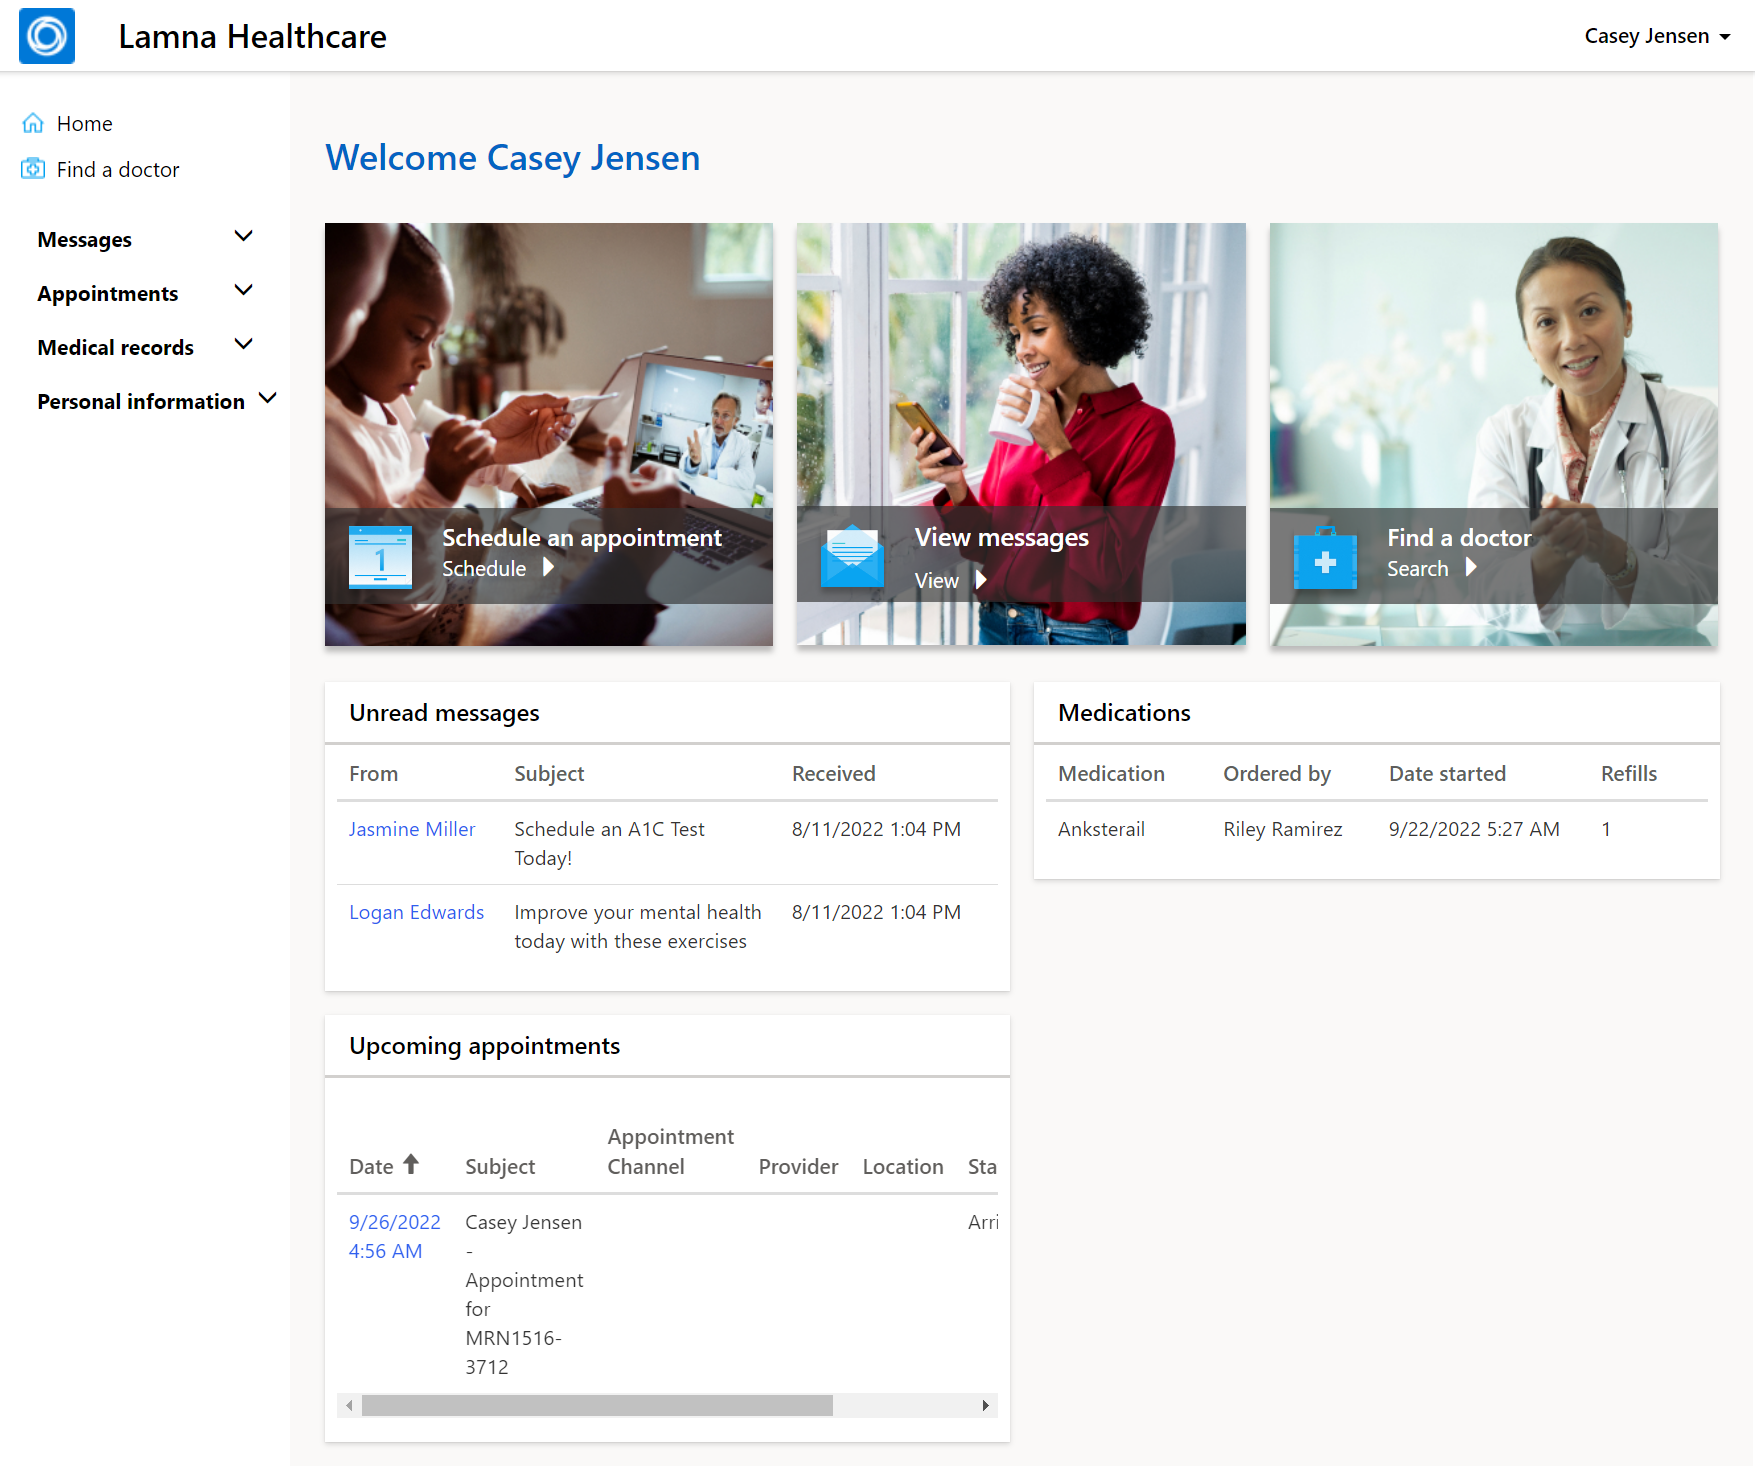 Lamna Healthcare
Casey Jensen
Home
Find a doctor
Messages
Appointments
Medical records
Personal information
Welcome Casey Jensen
1
Schedule an appointment
Schedule
View messages
View
Find a doctor
Search
Unread messages
From Subject Received
Jasmine Miller Schedule an A1C Test 8/11/2022 1:04 PM
Today!
Logan Edwards Improve your mental health 8/11/2022 1:04 PM
today with these exercises
Medications
Medication Ordered by Date started Refills
Anksterail Riley Ramirez 9/22/2022 5:27 AM 1
Upcoming appointments
Appointment
Date Subject Channel Provider Location Sta
9/26/2022 Casey Jensen Arri
4:56 AM -
Appointment
for
MRN1516-
3712